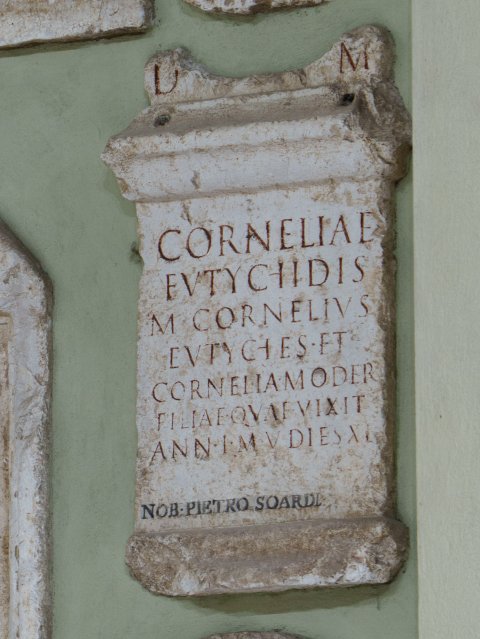 D M
CORNELIAE
EVTYCHIDIS
M CORNELIVS
EVTYCHES·ET
CORNELIA MODER
FILIAE QVAE VIXIT
ANN·I·M V DIES XI
NOB·PIETRO SOARDI